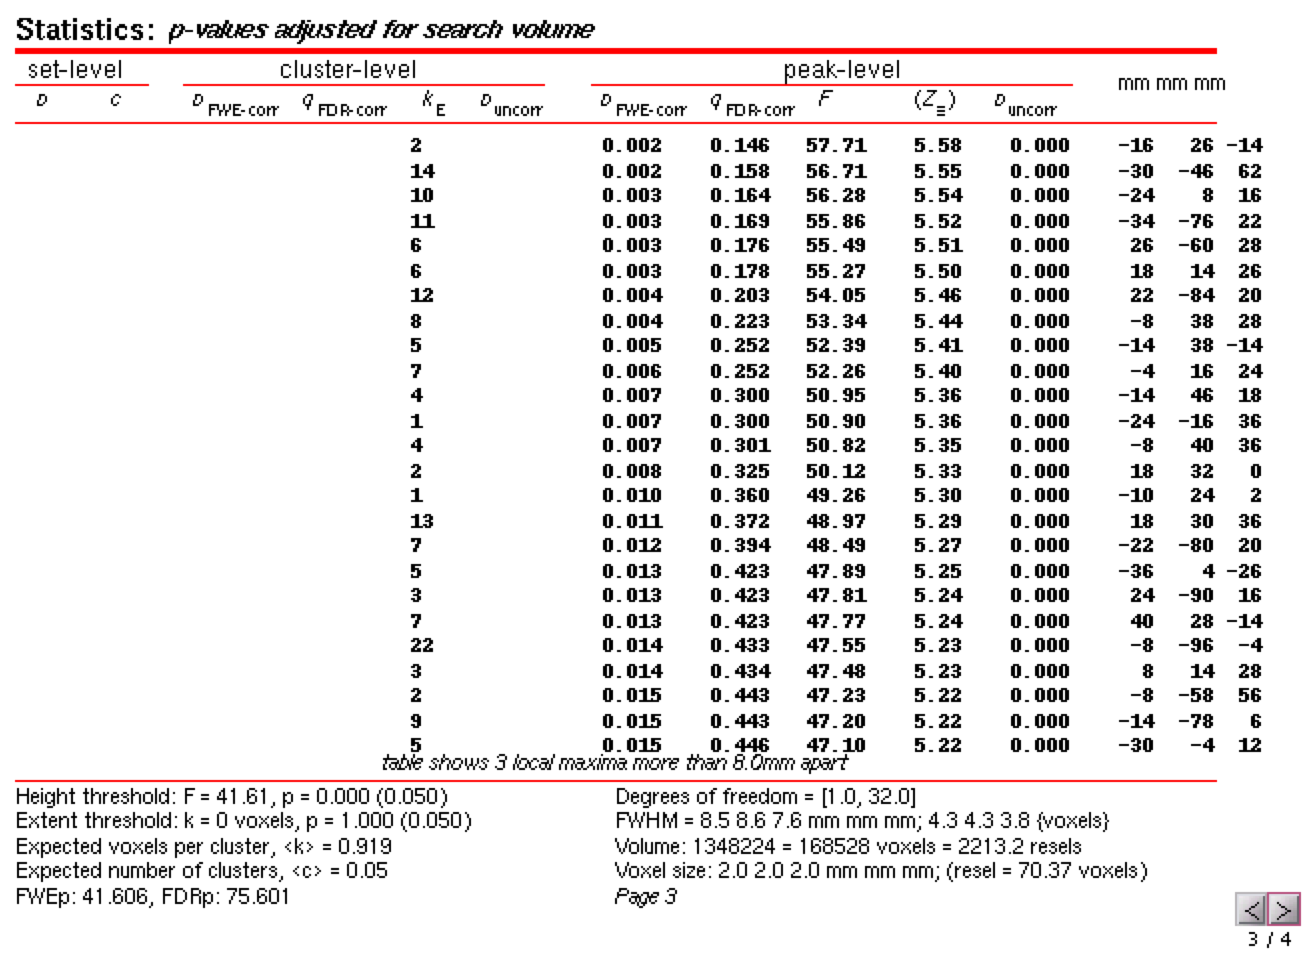 Statistics: p-values adjusted for search volume
set-level cluster-level peak-level mm mm mm
p c p FWE-corr q FDR-corr k E p uncorr p FWE-corr q FDR-corr F (Z ≡) p uncorr
2 0.002 0.146 57.71 5.58 0.000 -16 26 -14
14 0.002 0.158 56.71 5.55 0.000 -30 -46 62
10 0.003 0.164 56.28 5.54 0.000 -24 8 16
11 0.003 0.169 55.86 5.52 0.000 -34 -76 22
6 0.003 0.176 55.49 5.51 0.000 26 -60 28
6 0.003 0.178 55.27 5.50 0.000 18 14 26
12 0.004 0.203 54.05 5.46 0.000 22 -84 20
8 0.004 0.223 53.34 5.44 0.000 -8 38 28
5 0.005 0.252 52.39 5.41 0.000 -14 38 -14
7 0.006 0.252 52.26 5.40 0.000 -4 16 24
4 0.007 0.300 50.95 5.36 0.000 -14 46 18
1 0.007 0.300 50.90 5.36 0.000 -24 -16 36
4 0.007 0.301 50.82 5.35 0.000 -8 40 36
2 0.008 0.325 50.12 5.33 0.000 18 32 0
1 0.010 0.360 49.26 5.30 0.000 -10 24 2
13 0.011 0.372 48.97 5.29 0.000 18 30 36
7 0.012 0.394 48.49 5.27 0.000 -22 -80 20
5 0.013 0.423 47.89 5.25 0.000 -36 4 -26
3 0.013 0.423 47.81 5.24 0.000 24 -90 16
7 0.013 0.423 47.77 5.24 0.000 40 28 -14
22 0.014 0.433 47.55 5.23 0.000 -8 -96 -4
3 0.014 0.434 47.48 5.23 0.000 8 14 28
2 0.015 0.443 47.23 5.22 0.000 -8 -58 56
9 0.015 0.443 47.20 5.22 0.000 -14 -78 6
5 0.015 0.446 47.10 5.22 0.000 -30 -4 12
table shows 3 local maxima more than 8.0mm apart
Height threshold: F = 41.61, p = 0.000 (0.050)
Extent threshold: k = 0 voxels, p = 1.000 (0.050)
Expected voxels per cluster, <k> = 0.919
Expected number of clusters, <c> = 0.05
FWEp: 41.606, FDRp: 75.601
Degrees of freedom = [1.0, 32.0]
FWHM = 8.5 8.6 7.6 mm mm mm; 4.3 4.3 3.8 {voxels}
Volume: 1348224 = 168528 voxels = 2213.2 resels
Voxel size: 2.0 2.0 2.0 mm mm mm; (resel = 70.37 voxels)
Page 3
< >
3 / 4